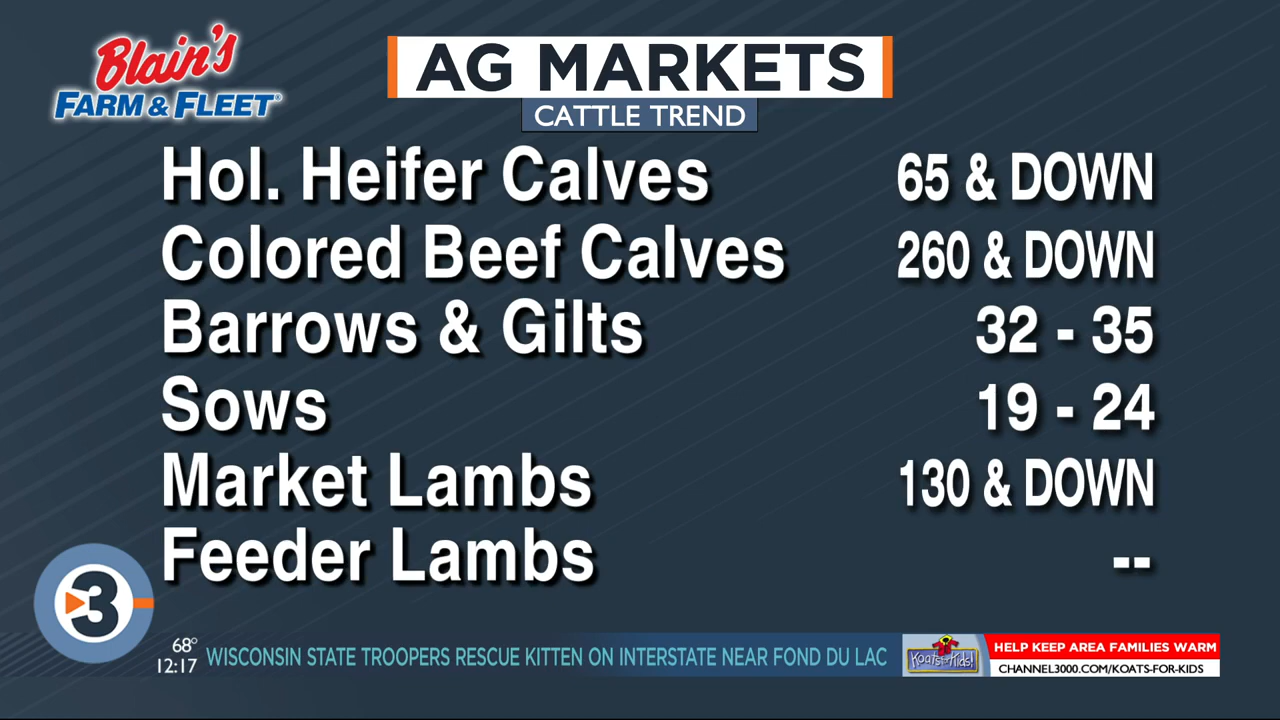 Blain's
FARM & FLEET
AG MARKETS
CATTLE TREND
Hol. Heifer Calves 65 & DOWN
Colored Beef Calves 260 & DOWN
Barrows & Gilts 32 - 35
Sows 19 - 24
Market Lambs 130 & DOWN
Feeder Lambs --
3
68°
12:17
WISCONSIN STATE TROOPERS RESCUE KITTEN ON INTERSTATE NEAR FOND DU LAC
Koats for Kids!
HELP KEEP AREA FAMILIES WARM
CHANNEL3000.COM/KOATS-FOR-KIDS